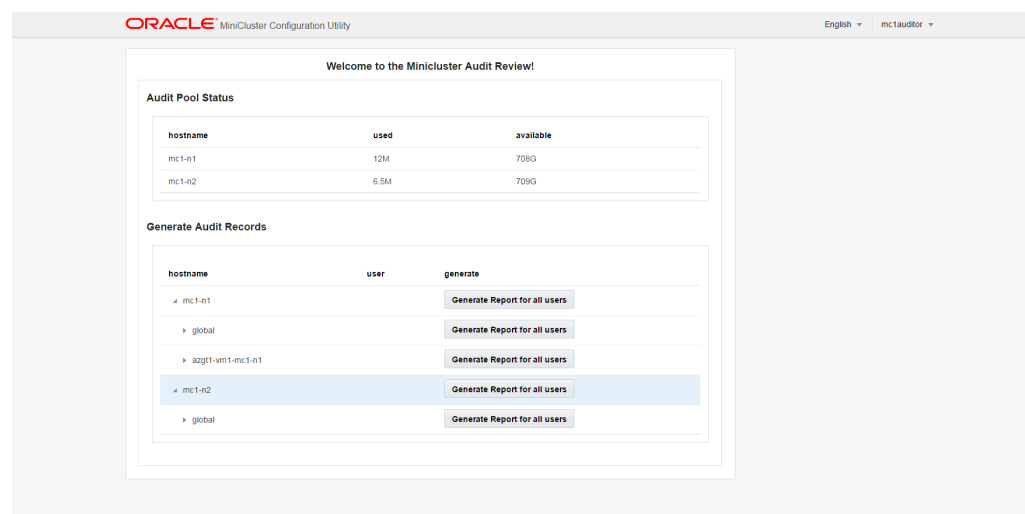 ORACLE MiniCluster Configuration Utility English mc1auditor
Welcome to the Minicluster Audit Review!
Audit Pool Status
hostname used available
mc1-n1 12M 708G
mc1-n2 6.5M 709G
Generate Audit Records
hostname user generate
mc1-n1 Generate Report for all users
global Generate Report for all users
azgt1-vm1-mc1-n1 Generate Report for all users
mc1-n2 Generate Report for all users
global Generate Report for all users